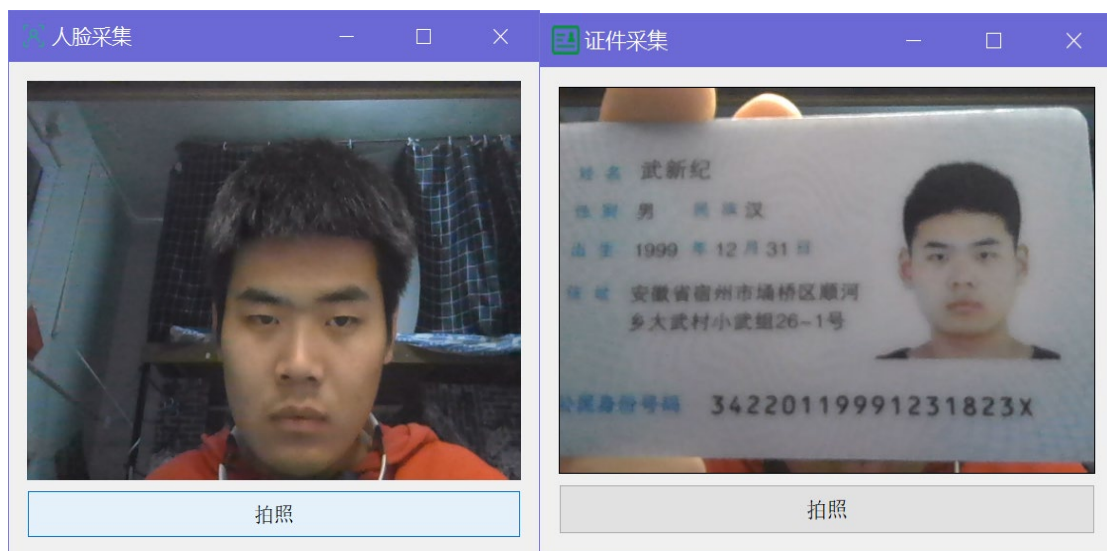 人脸采集
拍照
证件采集
姓名 武新纪
性别 男 民族 汉
出生 1999 年 12 月 31 日
住址 安徽省宿州市埇桥区顺河
乡大武村小武组26-1号
公民身份号码 34220119991231823X
拍照